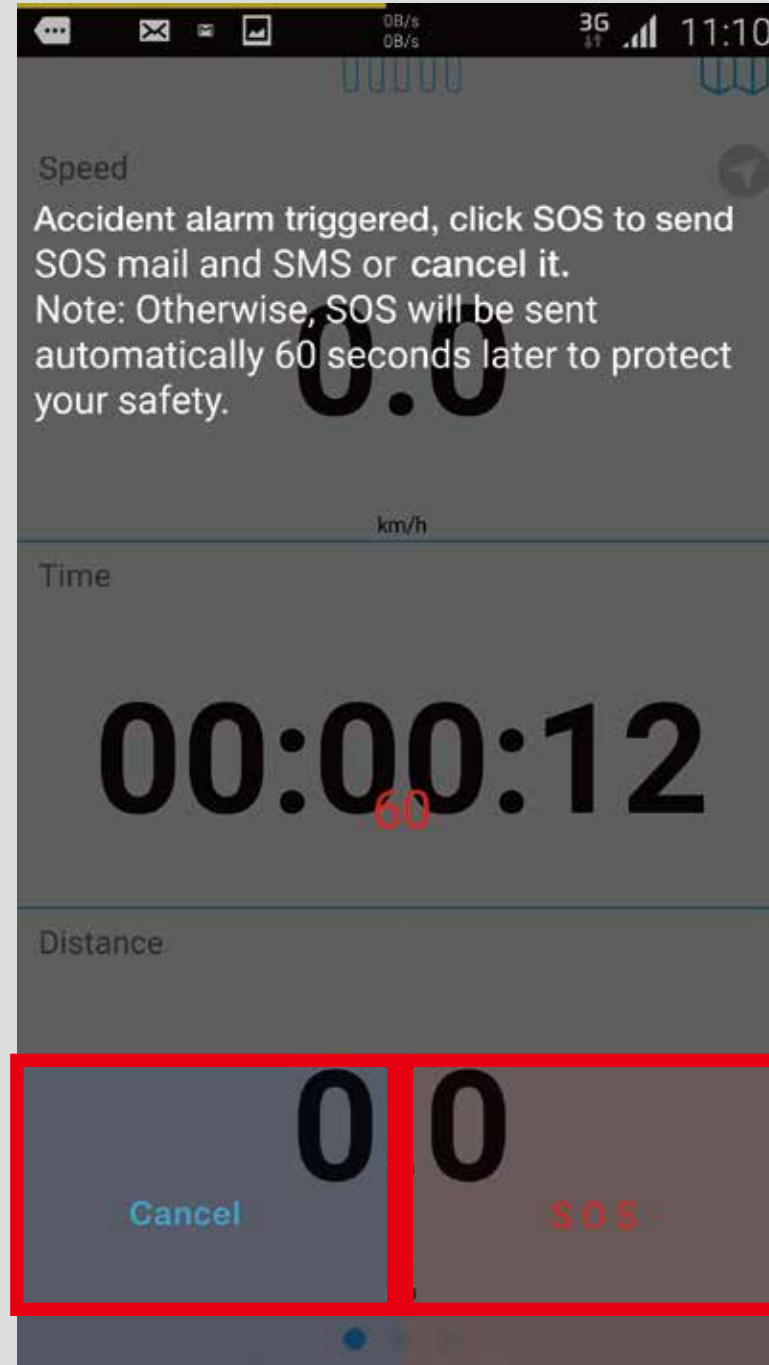 0B/s
0B/s
3G
11:10
Speed
Accident alarm triggered, click SOS to send
SOS mail and SMS or cancel it.
Note: Otherwise, SOS will be sent
automatically 60 seconds later to protect
your safety.
0.0
km/h
Time
00:00:12
60
Distance
0.0
Cancel
SOS